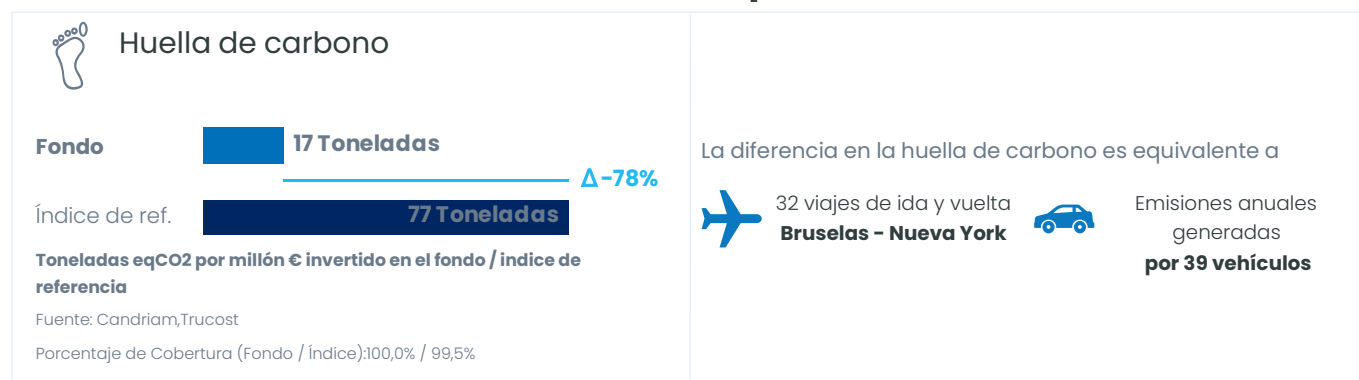 Huella de carbono
Fondo
17 Toneladas
Δ-78%
Índice de ref.
77 Toneladas
Toneladas eqCO2 por millón € invertido en el fondo / indice de
referencia
Fuente: Candriam,Trucost
Porcentaje de Cobertura (Fondo / Índice):100,0% / 99,5%
La diferencia en la huella de carbono es equivalente a
32 viajes de ida y vuelta
Bruselas - Nueva York
Emisiones anuales
generadas
por 39 vehículos